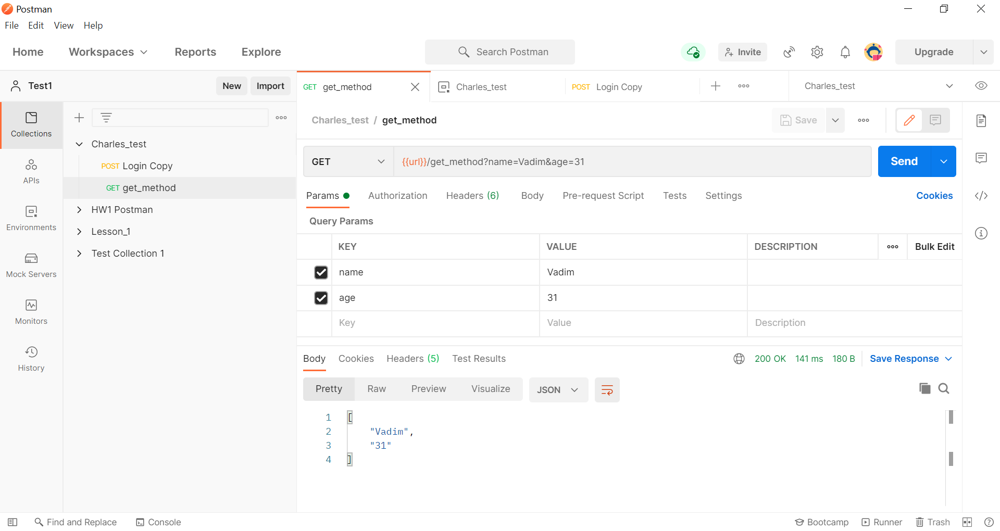 Postman
File Edit View Help
Home Workspaces Reports Explore Search Postman Invite Upgrade
Test1 New Import GET get_method Charles_test POST Login Copy Charles_test
Collections
APIs
Environments
Mock Servers
Monitors
History
Charles_test
POST Login Copy
GET get_method
HW1 Postman
Lesson_1
Test Collection 1
Charles_test / get_method Save
GET {{url}}/get_method?name=Vadim&age=31 Send
Params Authorization Headers (6) Body Pre-request Script Tests Settings Cookies
Query Params
KEY VALUE DESCRIPTION Bulk Edit
name Vadim
age 31
Key Value Description
Body Cookies Headers (5) Test Results 200 OK 141 ms 180 B Save Response
Pretty Raw Preview Visualize JSON
1 [
2 "Vadim",
3 "31"
4 ]
Find and Replace Console Bootcamp Runner Trash